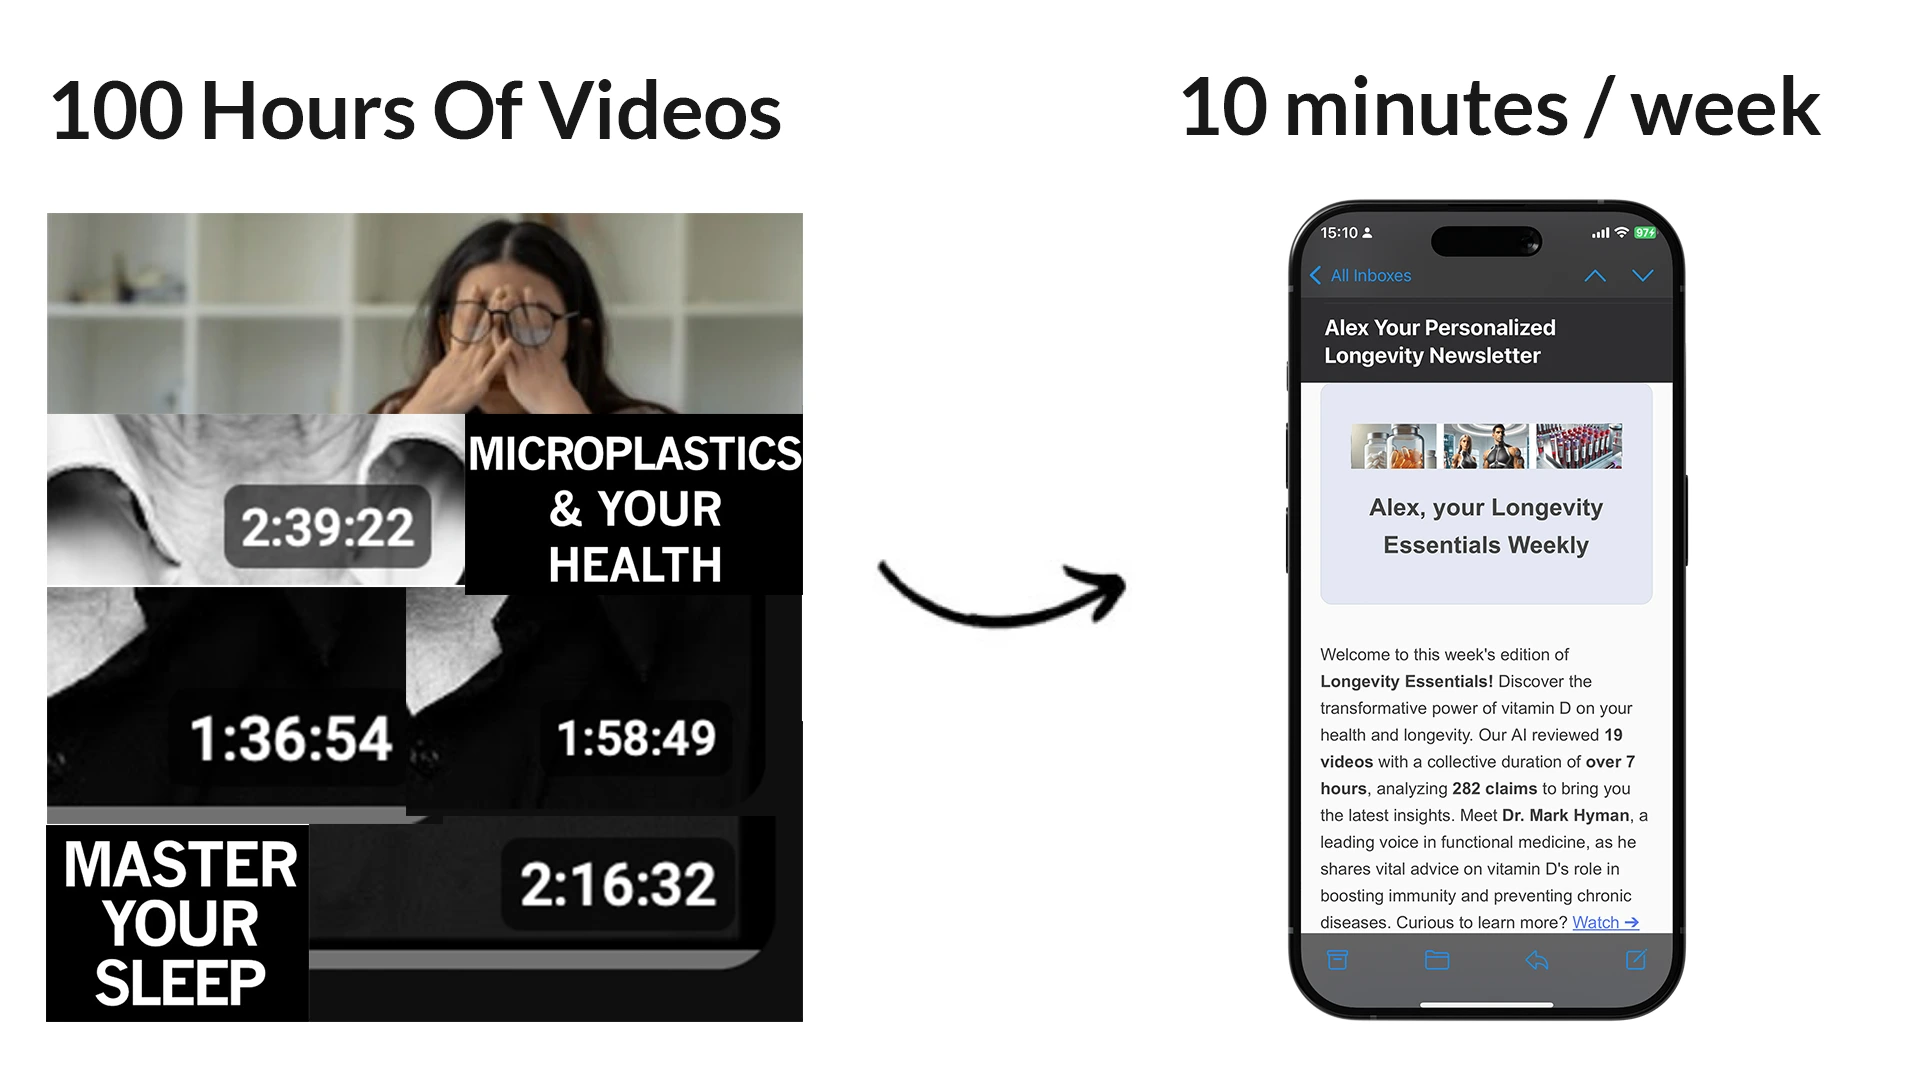 100 Hours Of Videos
2:39:22
MICROPLASTICS
& YOUR
HEALTH
1:36:54
1:58:49
MASTER
YOUR
SLEEP
2:16:32
10 minutes / week
15:10
97
All Inboxes
Alex Your Personalized
Longevity Newsletter
Alex, your Longevity
Essentials Weekly
Welcome to this week's edition of
Longevity Essentials! Discover the
transformative power of vitamin D on your
health and longevity. Our AI reviewed 19
videos with a collective duration of over 7
hours, analyzing 282 claims to bring you
the latest insights. Meet Dr. Mark Hyman, a
leading voice in functional medicine, as he
shares vital advice on vitamin D's role in
boosting immunity and preventing chronic
diseases. Curious to learn more? Watch ➔